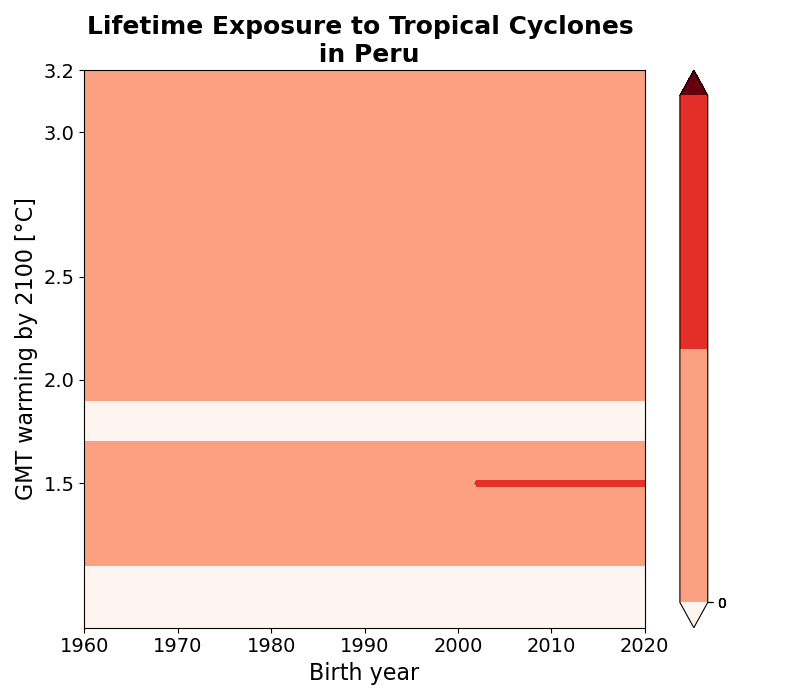 Lifetime Exposure to Tropical Cyclones
in Peru
3.2
3.0
2.5
2.0
1.5
GMT warming by 2100 [°C]
0
1960 1970 1980 1990 2000 2010 2020
Birth year